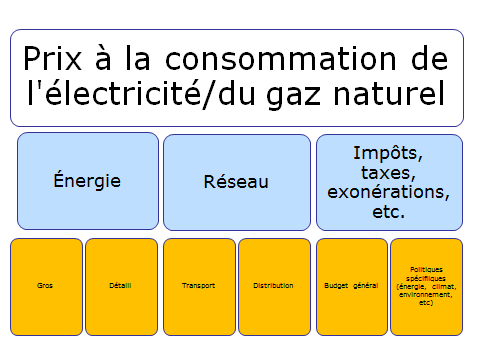 Prix à la consommation de
l'électricité/du gaz naturel
Énergie
Réseau
Impôts,
taxes,
exonérations,
etc.
Gros
Détaill
Transport
Distribution
Budget général
Politiques
spécifiques
(énergie, climat,
environnement,
etc)